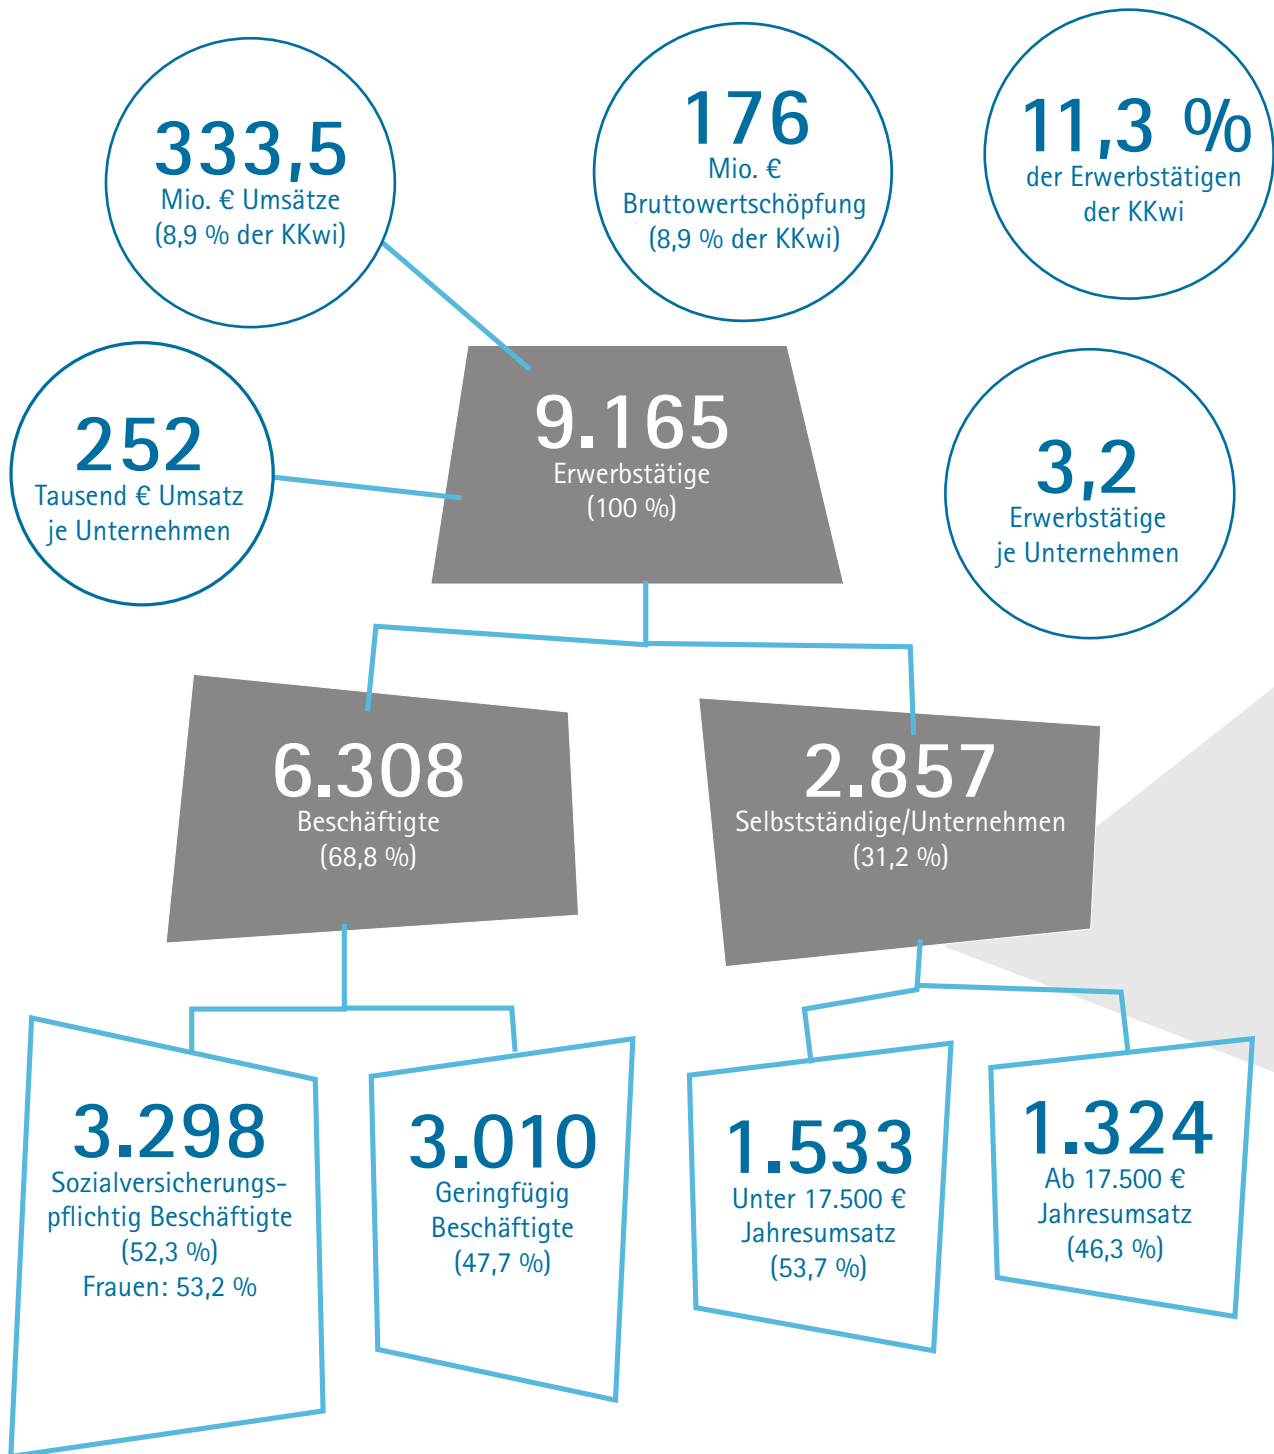 333,5
Mio. € Umsätze
(8,9 % der KKwi)
176
Mio. €
Bruttowertschöpfung
(8,9 % der KKwi)
11,3 %
der Erwerbstätigen
der KKwi
252
Tausend € Umsatz
je Unternehmen
9.165
Erwerbstätige
(100 %)
3,2
Erwerbstätige
je Unternehmen
6.308
Beschäftigte
(68,8 %)
2.857
Selbstständige/Unternehmen
(31,2 %)
3.298
Sozialversicherungs-
pflichtig Beschäftigte
(52,3 %)
Frauen: 53,2 %
3.010
Geringfügig
Beschäftigte
(47,7 %)
1.533
Unter 17.500 €
Jahresumsatz
(53,7 %)
1.324
Ab 17.500 €
Jahresumsatz
(46,3 %)